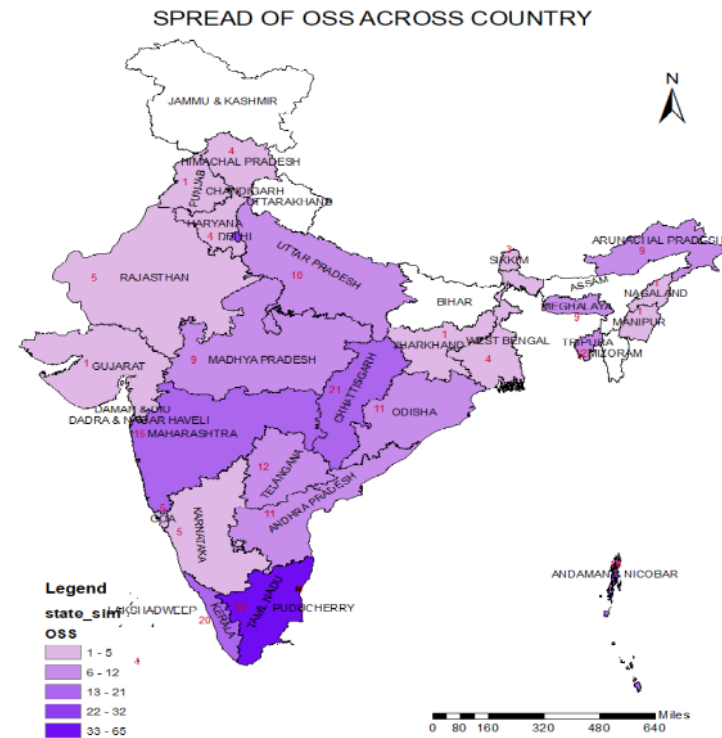 SPREAD OF OSS ACROSS COUNTRY
N
JAMMU & KASHMIR
4
HIMACHAL PRADESH
1
PUNJAB
CHANDIGARH
UTTARAKHAND
HARYANA
4 DELHI
UTTAR PRADESH
10
5
RAJASTHAN
3
SIKKIM
ARUNACHAL PRADESH
9
ASSAM
1
NAGALAND
BIHAR
MEGHALAYA
9
1
MANIPUR
TRIPURA
12
MIZORAM
1
JHARKHAND
WEST BENGAL
4
1
GUJARAT
9
MADHYA PRADESH
21
CHHATTISGARH
11
ODISHA
DAMAN & DIU
DADRA & NAGAR HAVELI
15 MAHARASHTRA
12
TELANGANA
11
ANDHRA PRADESH
GOA
5
KARNATAKA
ANDAMAN & NICOBAR
TAMIL NADU
PUDUCHERRY
LAKSHADWEEP
20
KERALA
4
Legend
state_sim
OSS
1 - 5
6 - 12
13 - 21
22 - 32
33 - 65
Miles
0 80 160 320 480 640